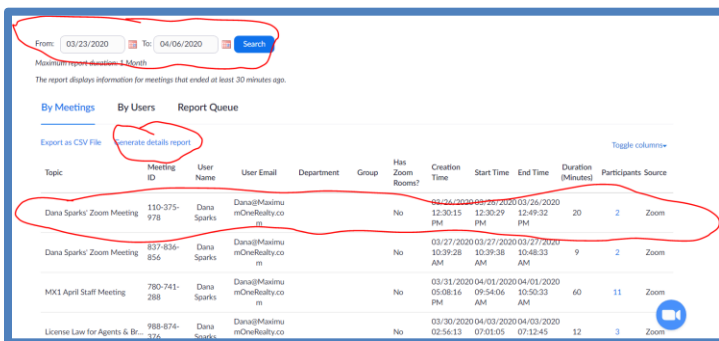 From: 03/23/2020 To: 04/06/2020 Search
Maximum report duration: 1 Month
The report displays information for meetings that ended at least 30 minutes ago.
By Meetings By Users Report Queue
Export as CSV File Generate details report Toggle columns
Topic Meeting ID User Name User Email Department Group Has Zoom Rooms? Creation Time Start Time End Time Duration (Minutes) Participants Source
Dana Sparks' Zoom Meeting 110-375-978 Dana Sparks Dana@MaximumOneRealty.com No 03/26/2020 12:30:15 PM 03/26/2020 12:30:29 PM 03/26/2020 12:49:32 PM 20 2 Zoom
Dana Sparks' Zoom Meeting 837-836-856 Dana Sparks Dana@MaximumOneRealty.com No 03/27/2020 10:39:28 AM 03/27/2020 10:39:38 AM 03/27/2020 10:48:33 AM 9 2 Zoom
MX1 April Staff Meeting 780-741-288 Dana Sparks Dana@MaximumOneRealty.com No 03/31/2020 05:08:16 PM 04/01/2020 09:54:06 AM 04/01/2020 10:50:33 AM 60 11 Zoom
License Law for Agents & Br... 988-874-376 Dana Sparks Dana@MaximumOneRealty.co No 03/30/2020 02:56:13 04/03/2020 07:01:05 04/03/2020 07:12:45 12 3 Zoom